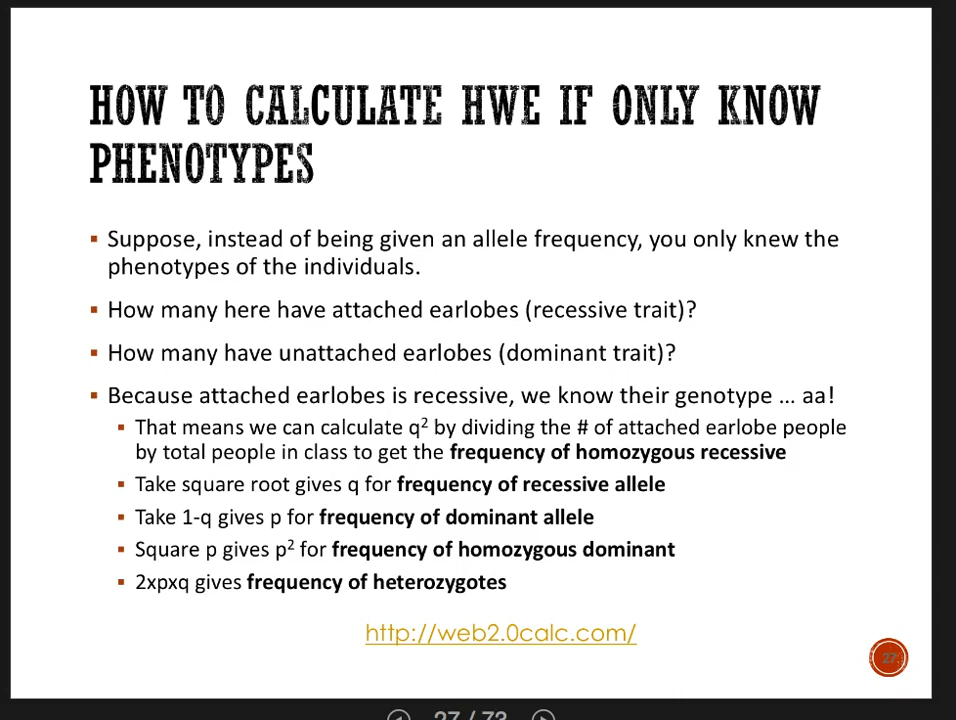 HOW TO CALCULATE HWE IF ONLY KNOW
PHENOTYPES
▪ Suppose, instead of being given an allele frequency, you only knew the
phenotypes of the individuals.
▪ How many here have attached earlobes (recessive trait)?
▪ How many have unattached earlobes (dominant trait)?
▪ Because attached earlobes is recessive, we know their genotype … aa!
▪ That means we can calculate q² by dividing the # of attached earlobe people
by total people in class to get the frequency of homozygous recessive
▪ Take square root gives q for frequency of recessive allele
▪ Take 1-q gives p for frequency of dominant allele
▪ Square p gives p² for frequency of homozygous dominant
▪ 2xpxq gives frequency of heterozygotes
http://web2.0calc.com/
27
27 / 73